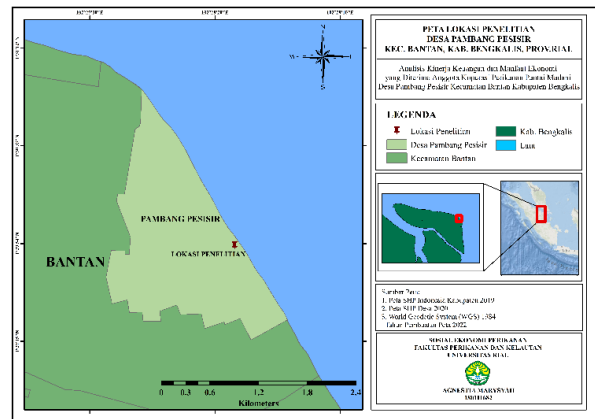 PETA LOKASI PENELITIAN
DESA PAMBANG PESISIR
KEC. BANTAN, KAB. BENGKALIS, PROV.RIAU
Analisis Kinerja Keuangan dan Manfaat Ekonomi
yang Diterima Anggota Koperasi Perikanan Pantai Madani
Desa Pambang Pesisir Kecamatan Bantan Kabupaten Bengkalis
LEGENDA
Lokasi Penelitian
Desa Pambang Pesisir
Kecamatan Bantan
Kab. Bengkalis
Laut
PAMBANG PESISIR
LOKASI PENELITIAN
BANTAN
0 0.3 0.6 1.2 1.8 2.4
Kilometers
Sumber Peta:
1. Peta SHP Indonesia Kabupaten 2019
2. Peta SHP Desa 2020
3. World Geodetic System (WGS) 1984
Tahun Pembuatan Peta 2022
SOSIAL EKONOMI PERIKANAN
FAKULTAS PERIKANAN DAN KELAUTAN
UNIVERSITAS RIAU